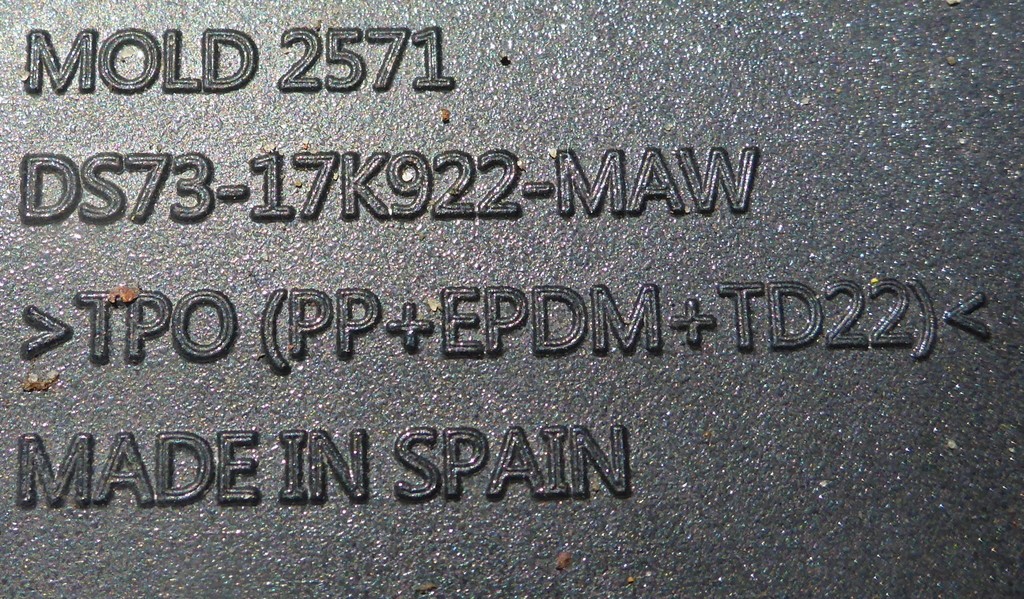 MOLD 2571
DS73-17K922-MAW
>TPO (PP+EPDM+TD22)<
MADE IN SPAIN